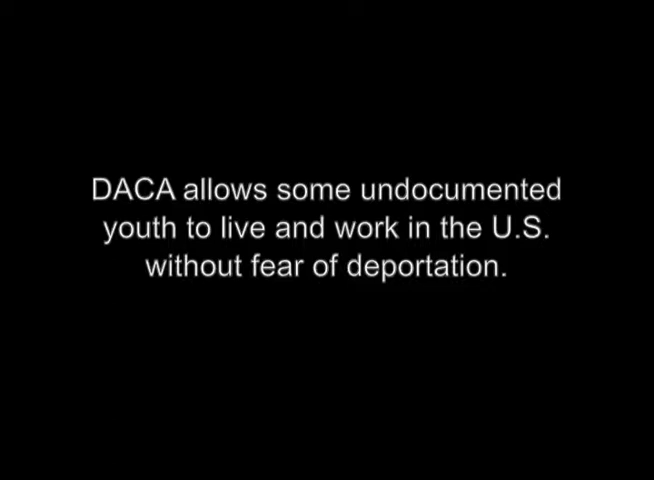 DACA allows some undocumented
youth to live and work in the U.S.
without fear of deportation.